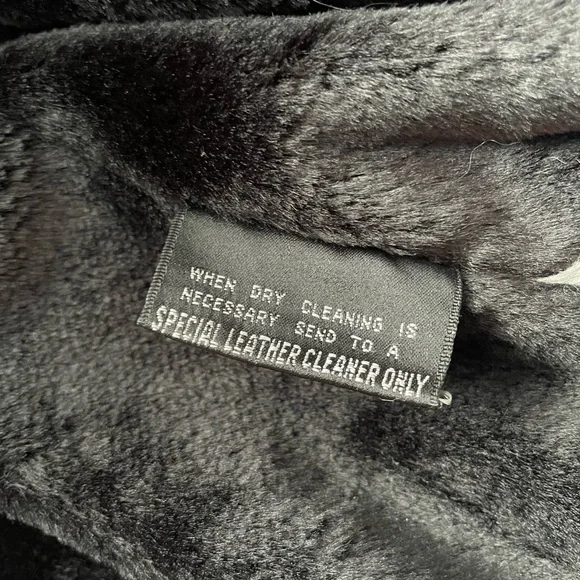 WHEN DRY CLEANING IS
NECESSARY SEND TO A
SPECIAL LEATHER CLEANER ONLY